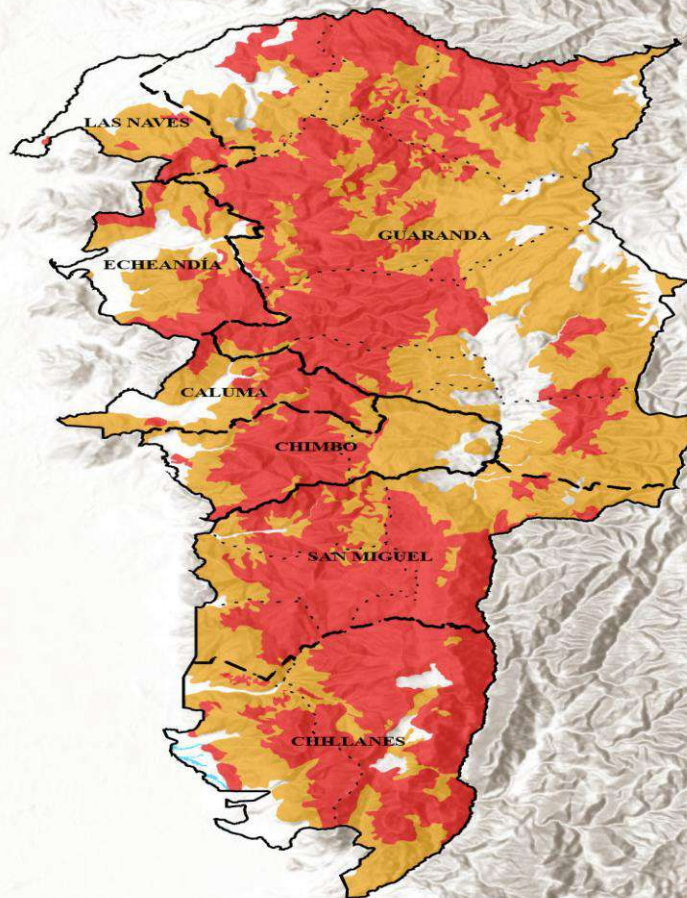 LAS NAVES
GUARANDA
ECHEANDÍA
CALUMA
CHIMBO
SAN MIGUEL
CHILLANES